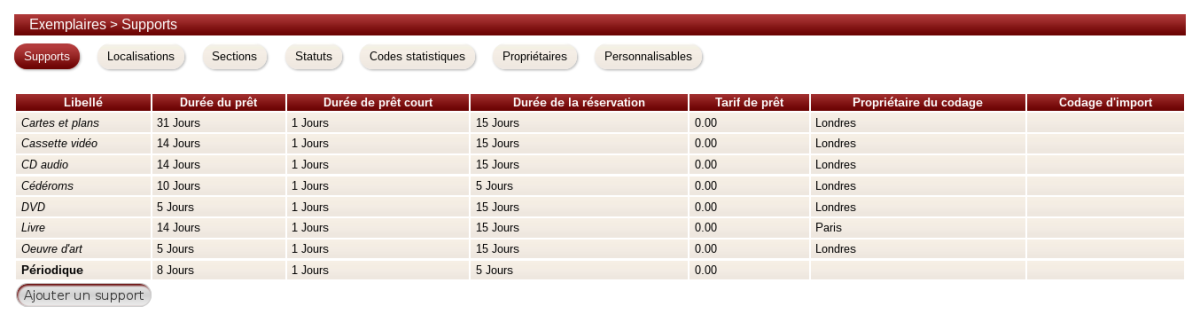 Exemplaires > Supports
Supports Localisations Sections Statuts Codes statistiques Propriétaires Personnalisables
Libellé Durée du prêt Durée de prêt court Durée de la réservation Tarif de prêt Propriétaire du codage Codage d'import
Cartes et plans 31 Jours 1 Jours 15 Jours 0.00 Londres
Cassette vidéo 14 Jours 1 Jours 15 Jours 0.00 Londres
CD audio 14 Jours 1 Jours 15 Jours 0.00 Londres
Cédéroms 10 Jours 1 Jours 5 Jours 0.00 Londres
DVD 5 Jours 1 Jours 15 Jours 0.00 Londres
Livre 14 Jours 1 Jours 15 Jours 0.00 Paris
Oeuvre d'art 5 Jours 1 Jours 15 Jours 0.00 Londres
Périodique 8 Jours 1 Jours 5 Jours 0.00
Ajouter un support